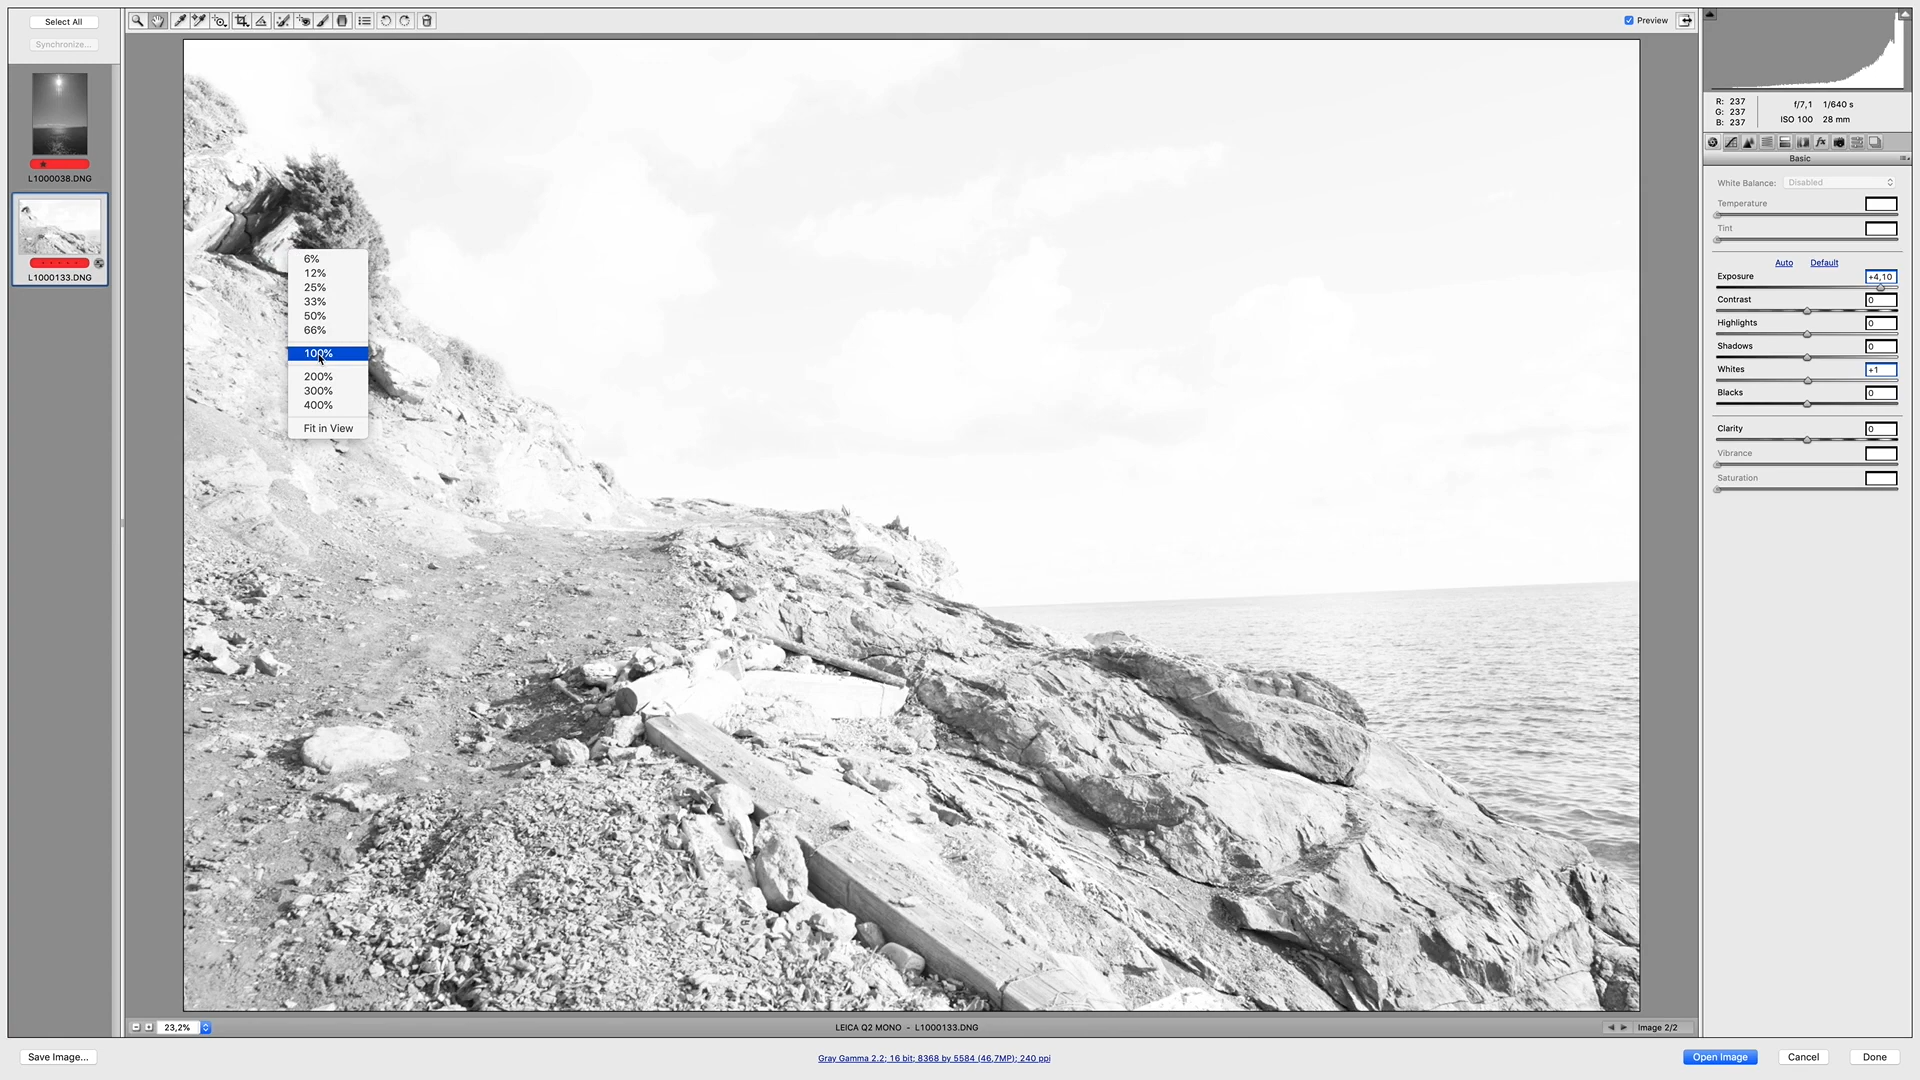 Select All
Synchronize...
L1000038.DNG
L1000133.DNG
Preview
6%
12%
25%
33%
50%
66%
100%
200%
300%
400%
Fit in View
R: 237
G: 237
B: 237
f/7,1 1/640 s
ISO 100 28 mm
Basic
White Balance: Disabled
Temperature
Tint
Auto Default
Exposure +4,10
Contrast 0
Highlights 0
Shadows 0
Whites +1
Blacks 0
Clarity 0
Vibrance
Saturation
23,2%
LEICA Q2 MONO - L1000133.DNG
Image 2/2
Save Image...
Gray Gamma 2.2; 16 bit; 8368 by 5584 (46,7MP); 240 ppi
Open Image
Cancel
Done